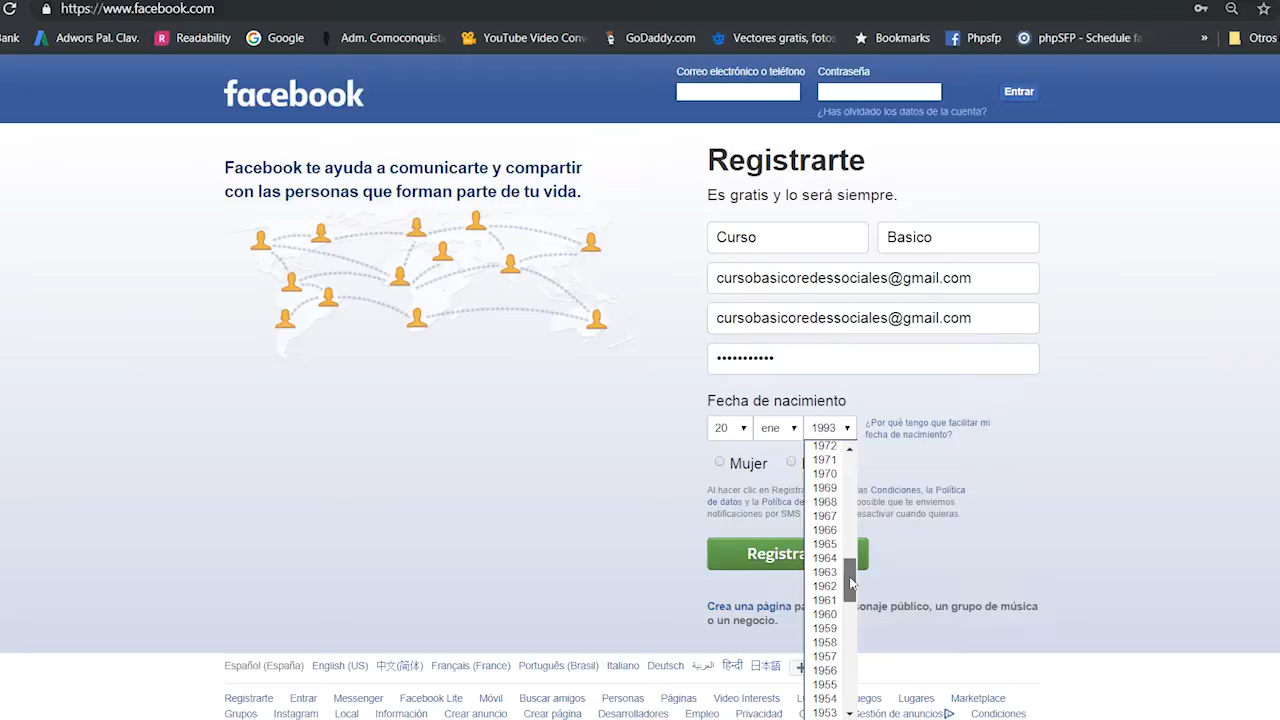 https://www.facebook.com
ank Adwors Pal. Clav. Readability Google Adm. Comoconquista YouTube Video Conv GoDaddy.com Vecrores gratis, fotos Bookmarks Phpsfp phpSFP - Schedule fa » Otros
facebook
Correo electrónico o teléfono Contraseña
Entrar
¿Has olvidado los datos de la cuenta?
Facebook te ayuda a comunicarte y compartir
con las personas que forman parte de tu vida.
Registrarte
Es gratis y lo será siempre.
Curso Basico
cursobasicoredessociales@gmail.com
cursobasicoredessociales@gmail.com
•••••••••••
Fecha de nacimiento
20 ene 1993
¿Por qué tengo que facilitar mi
fecha de nacimiento?
Mujer
Al hacer clic en Registra las Condiciones, la Política
de datos y la Política de posible que te enviemos
notificaciones por SMS esactivar cuando quieras.
Registra
1972
1971
1970
1969
1968
1967
1966
1965
1964
1963
1962
1961
1960
1959
1958
1957
1956
1955
1954
1953
Crea una página pa onaje público, un grupo de música
o un negocio.
Español (España) English (US) 中文(简体) Français (France) Português (Brasil) Italiano Deutsch العربية हिन्दी 日本語
Registrarte Entrar Messenger Facebook Lite Móvil Buscar amigos Personas Páginas Video Interests Lu uegos Lugares Marketplace
Grupos Instagram Local Información Crear anuncio Crear página Desarrolladores Empleo Privacidad Gestión de anuncios Condiciones